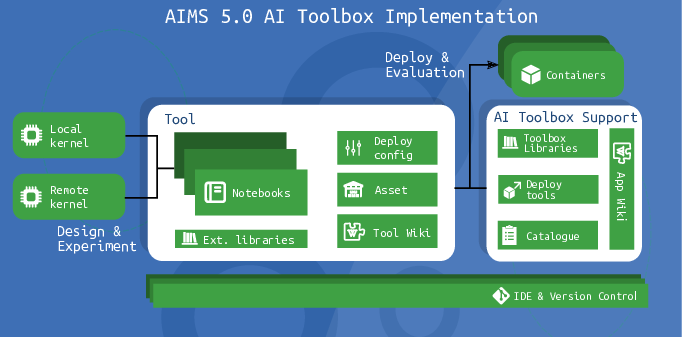 AIMS 5.0 AI Toolbox Implementation
Deploy &
Evaluation
Containers
Local
kernel
Remote
kernel
Design &
Experiment
Tool
Notebooks
Ext. libraries
Deploy
config
Asset
Tool Wiki
AI Toolbox Support
Toolbox
Libraries
Deploy
tools
Catalogue
App Wiki
IDE & Version Control